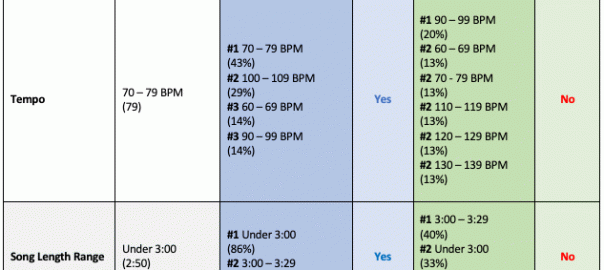 Tempo
70 – 79 BPM
(79)
#1 70 – 79 BPM
(43%)
#2 100 – 109 BPM
(29%)
#3 60 – 69 BPM
(14%)
#3 90 – 99 BPM
(14%)
Yes
#1 90 – 99 BPM
(20%)
#2 60 – 69 BPM
(13%)
#2 70 - 79 BPM
(13%)
#2 110 – 119 BPM
(13%)
#2 120 – 129 BPM
(13%)
#2 130 – 139 BPM
(13%)
No
Song Length Range
Under 3:00
(2:50)
#1 Under 3:00
(86%)
#2 3:00 – 3:29
Yes
#1 3:00 – 3:29
(40%)
#2 Under 3:00
(33%)
No